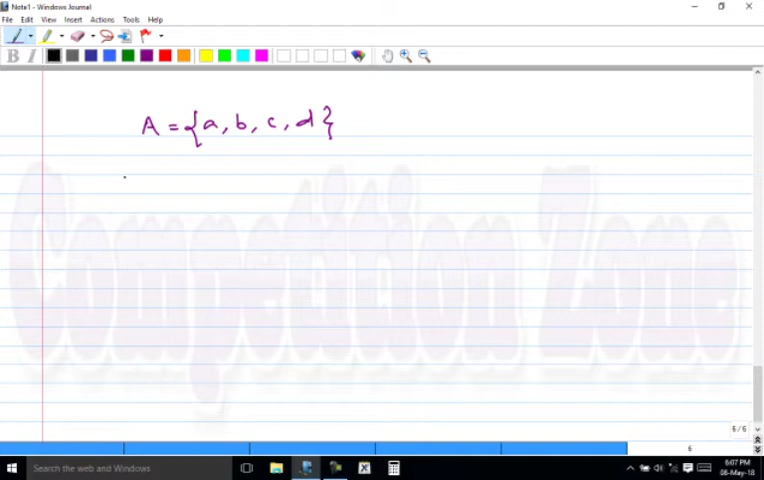 Note1 - Windows Journal
File Edit View Insert Actions Tools Help
B I
A = {a, b, c, d}
Competition Zone
6/6
6
Search the web and Windows
6:07 PM
08-May-18